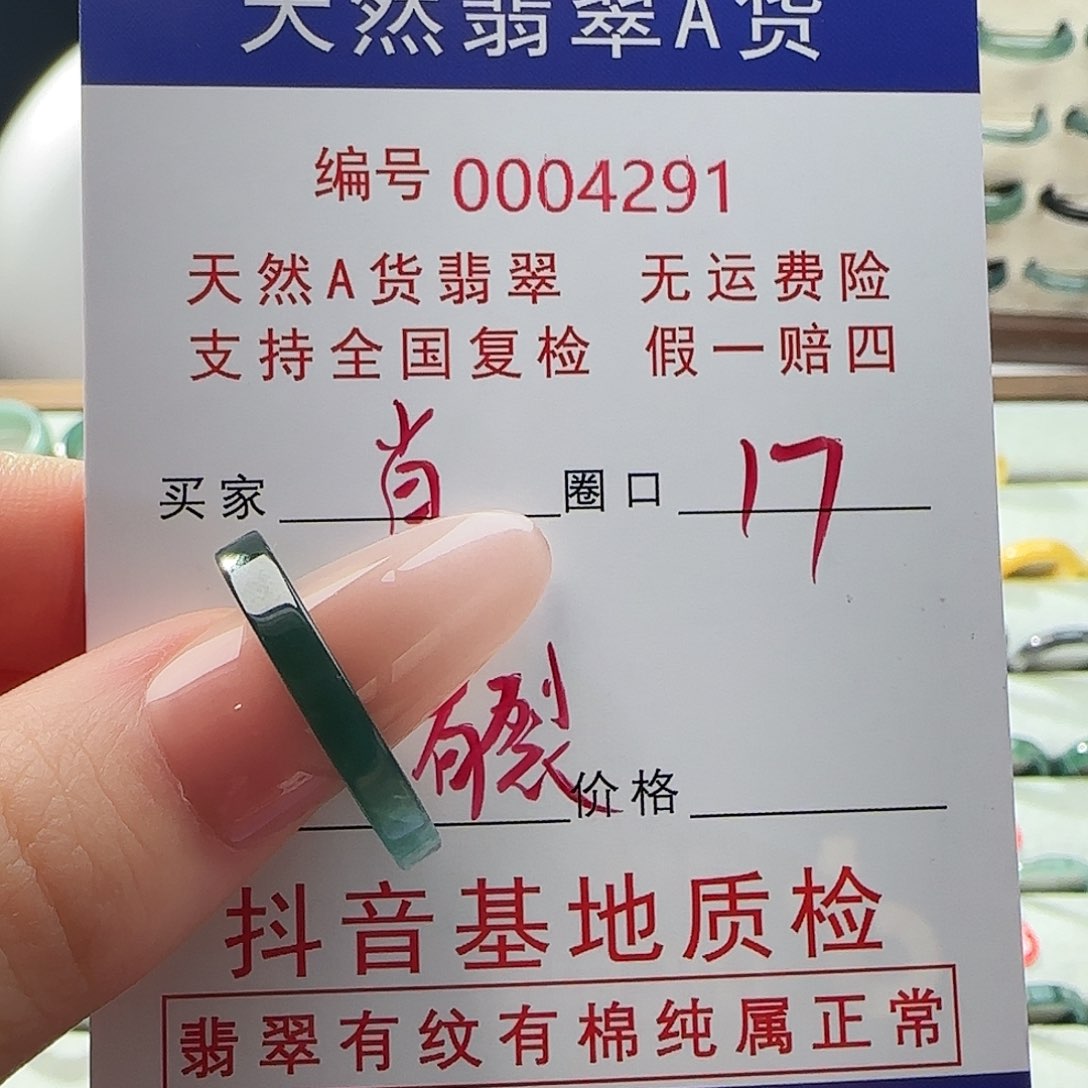 天然翡翠A货
编号 0004291
天然A货翡翠 无运费险
支持全国复检 假一赔四
买家 肖 圈口 17
有裂 价格
抖音基地质检
翡翠有纹有棉纯属正常